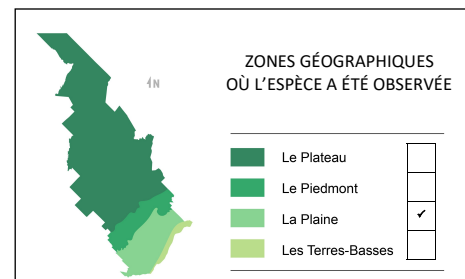 ZONES GÉOGRAPHIQUES
OÙ L'ESPÈCE A ÉTÉ OBSERVÉE
N
Le Plateau
Le Piedmont
La Plaine ✓
Les Terres-Basses